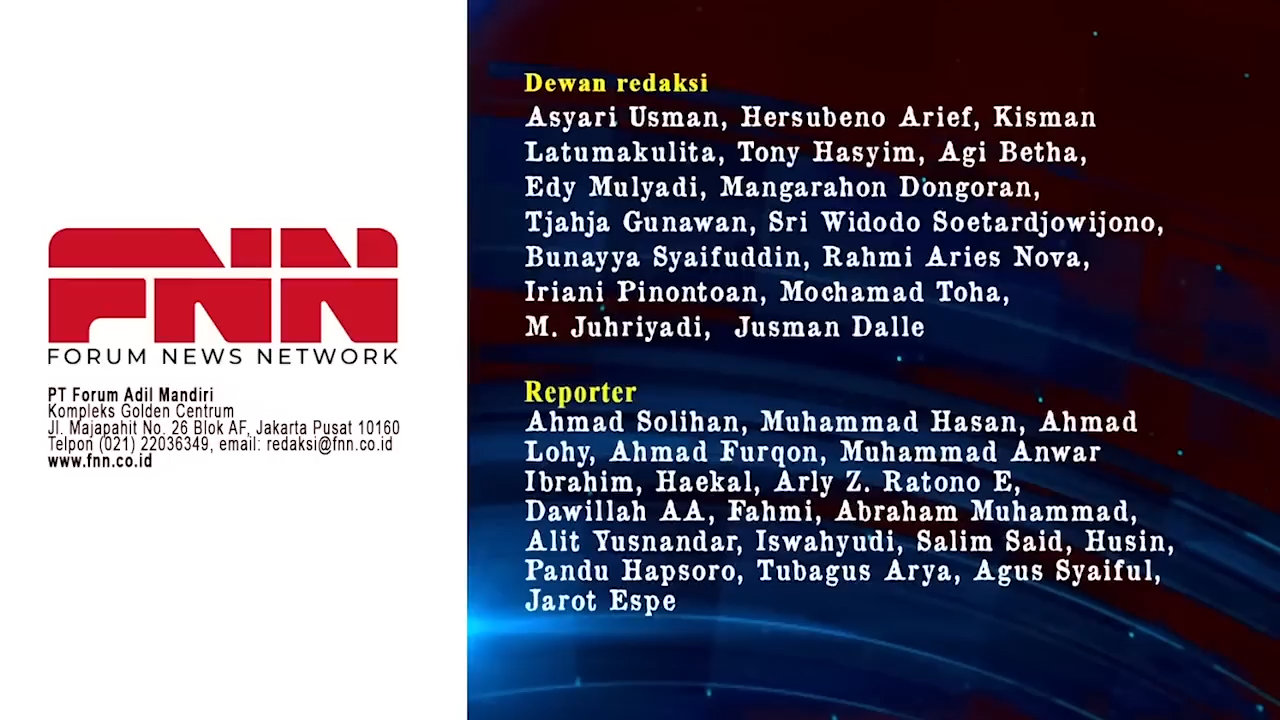 FNN
FORUM NEWS NETWORK
PT Forum Adil Mandiri
Kompleks Golden Centrum
Jl. Majapahit No. 26 Blok AF, Jakarta Pusat 10160
Telpon (021) 22036349, email: redaksi@fnn.co.id
www.fnn.co.id
Dewan redaksi
Asyari Usman, Hersubeno Arief, Kisman
Latumakulita, Tony Hasyim, Agi Betha,
Edy Mulyadi, Mangarahon Dongoran,
Tjahja Gunawan, Sri Widodo Soetardjowijono,
Bunayya Syaifuddin, Rahmi Aries Nova,
Iriani Pinontoan, Mochamad Toha,
M. Juhriyadi, Jusman Dalle
Reporter
Ahmad Solihan, Muhammad Hasan, Ahmad
Lohy, Ahmad Furqon, Muhammad Anwar
Ibrahim, Haekal, Arly Z. Ratono E,
Dawillah AA, Fahmi, Abraham Muhammad,
Alit Yusnandar, Iswahyudi, Salim Said, Husin,
Pandu Hapsoro, Tubagus Arya, Agus Syaiful,
Jarot Espe